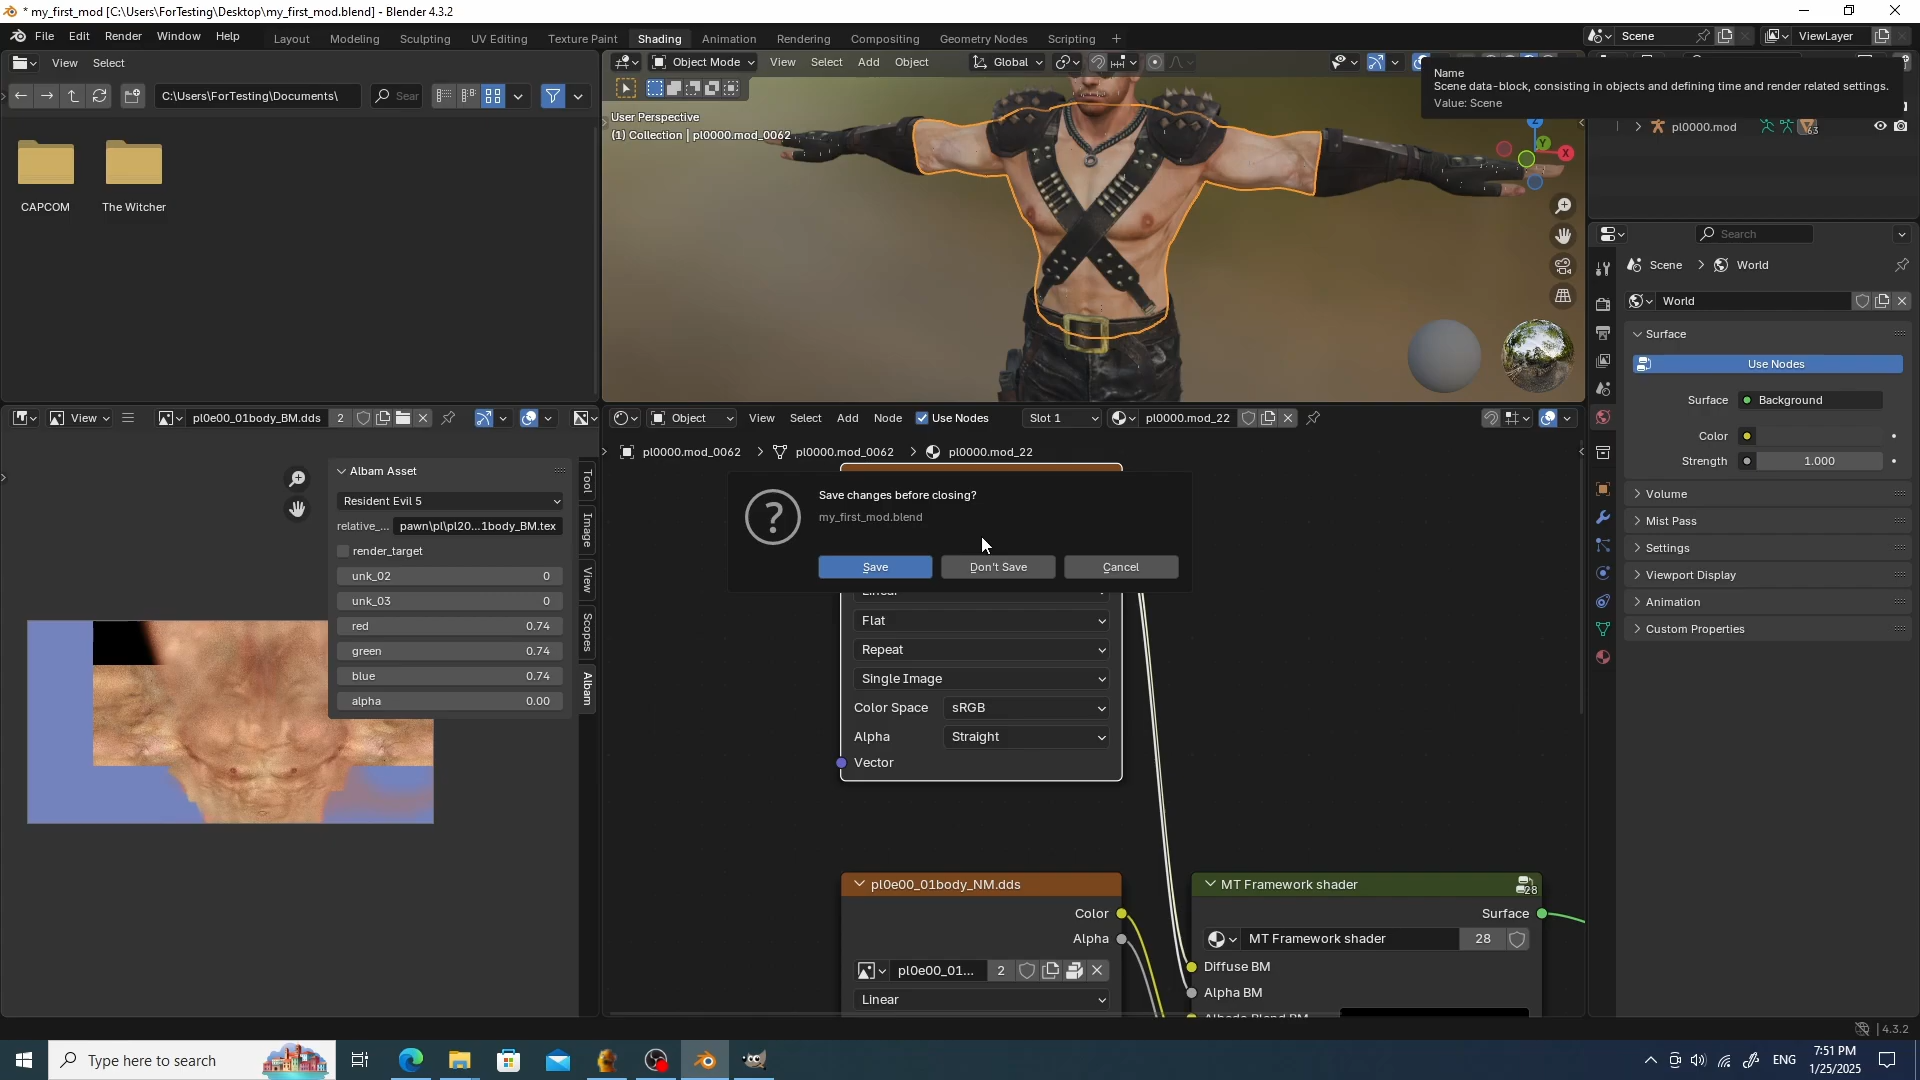 * my_first_mod [C:\Users\ForTesting\Desktop\my_first_mod.blend] - Blender 4.3.2
File Edit Render Window Help
Layout Modeling Sculpting UV Editing Texture Paint Shading Animation Rendering Compositing Geometry Nodes Scripting +
Scene
ViewLayer
View Select
C:\Users\ForTesting\Documents\
Sear
CAPCOM
The Witcher
Object Mode View Select Add Object Global
User Perspective
(1) Collection | pl0000.mod_0062
Name
Scene data-block, consisting in objects and defining time and render related settings.
Value: Scene
Z
Y
X
pl0000.mod
63
Search
Scene > World
World
Surface
Use Nodes
Surface Background
Color
Strength 1.000
Volume
Mist Pass
Settings
Viewport Display
Animation
Custom Properties
View pl0e00_01body_BM.dds 2
Albam Asset
Resident Evil 5
relative_... pawn\pl\pl20...1body_BM.tex
render_target
unk_02 0
unk_03 0
red 0.74
green 0.74
blue 0.74
alpha 0.00
Tool
Image
View
Scopes
Albam
Object View Select Add Node Use Nodes Slot 1 pl0000.mod_22
pl0000.mod_0062 > pl0000.mod_0062 > pl0000.mod_22
Save changes before closing?
my_first_mod.blend
Save Don't Save Cancel
Linear
Flat
Repeat
Single Image
Color Space sRGB
Alpha Straight
Vector
pl0e00_01body_NM.dds
Color
Alpha
pl0e00_01... 2
Linear
MT Framework shader
28
Surface
MT Framework shader 28
Diffuse BM
Alpha BM
Albedo Blend BM
4.3.2
Type here to search
ENG
7:51 PM
1/25/2025